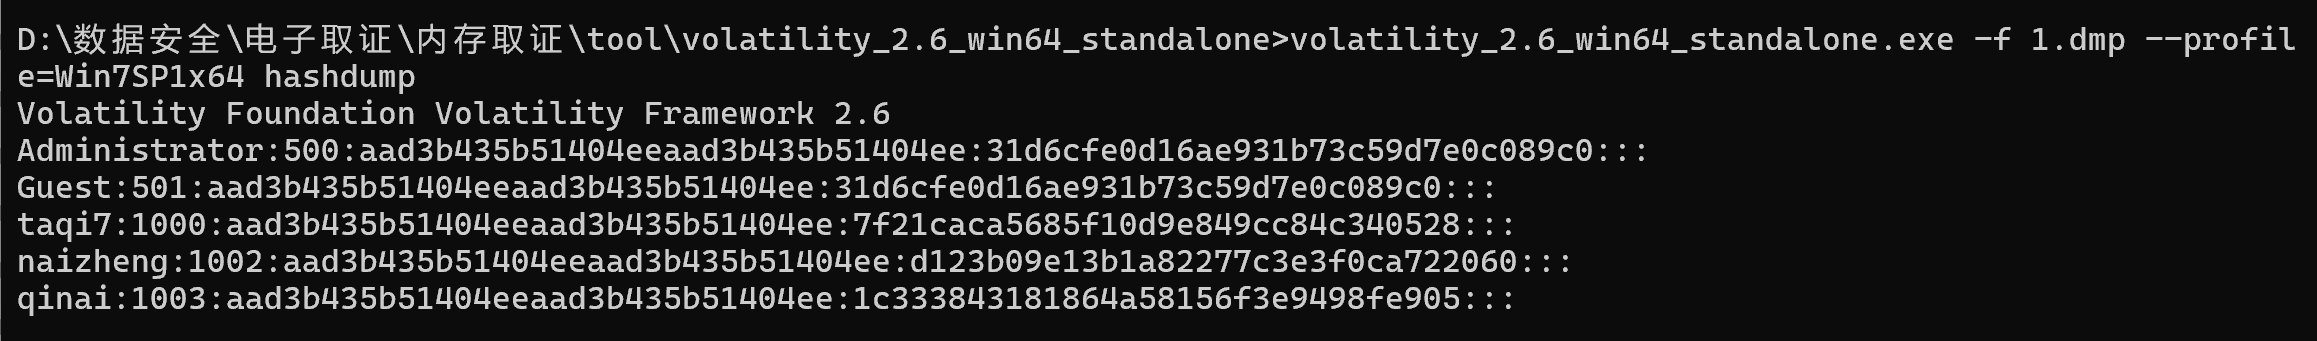 D:\数据安全\电子取证\内存取证\tool\volatility_2.6_win64_standalone>volatility_2.6_win64_standalone.exe -f 1.dmp --profil
e=Win7SP1x64 hashdump
Volatility Foundation Volatility Framework 2.6
Administrator:500:aad3b435b51404eeaad3b435b51404ee:31d6cfe0d16ae931b73c59d7e0c089c0:::
Guest:501:aad3b435b51404eeaad3b435b51404ee:31d6cfe0d16ae931b73c59d7e0c089c0:::
taqi7:1000:aad3b435b51404eeaad3b435b51404ee:7f21caca5685f10d9e849cc84c340528:::
naizheng:1002:aad3b435b51404eeaad3b435b51404ee:d123b09e13b1a82277c3e3f0ca722060:::
qinai:1003:aad3b435b51404eeaad3b435b51404ee:1c333843181864a58156f3e9498fe905:::